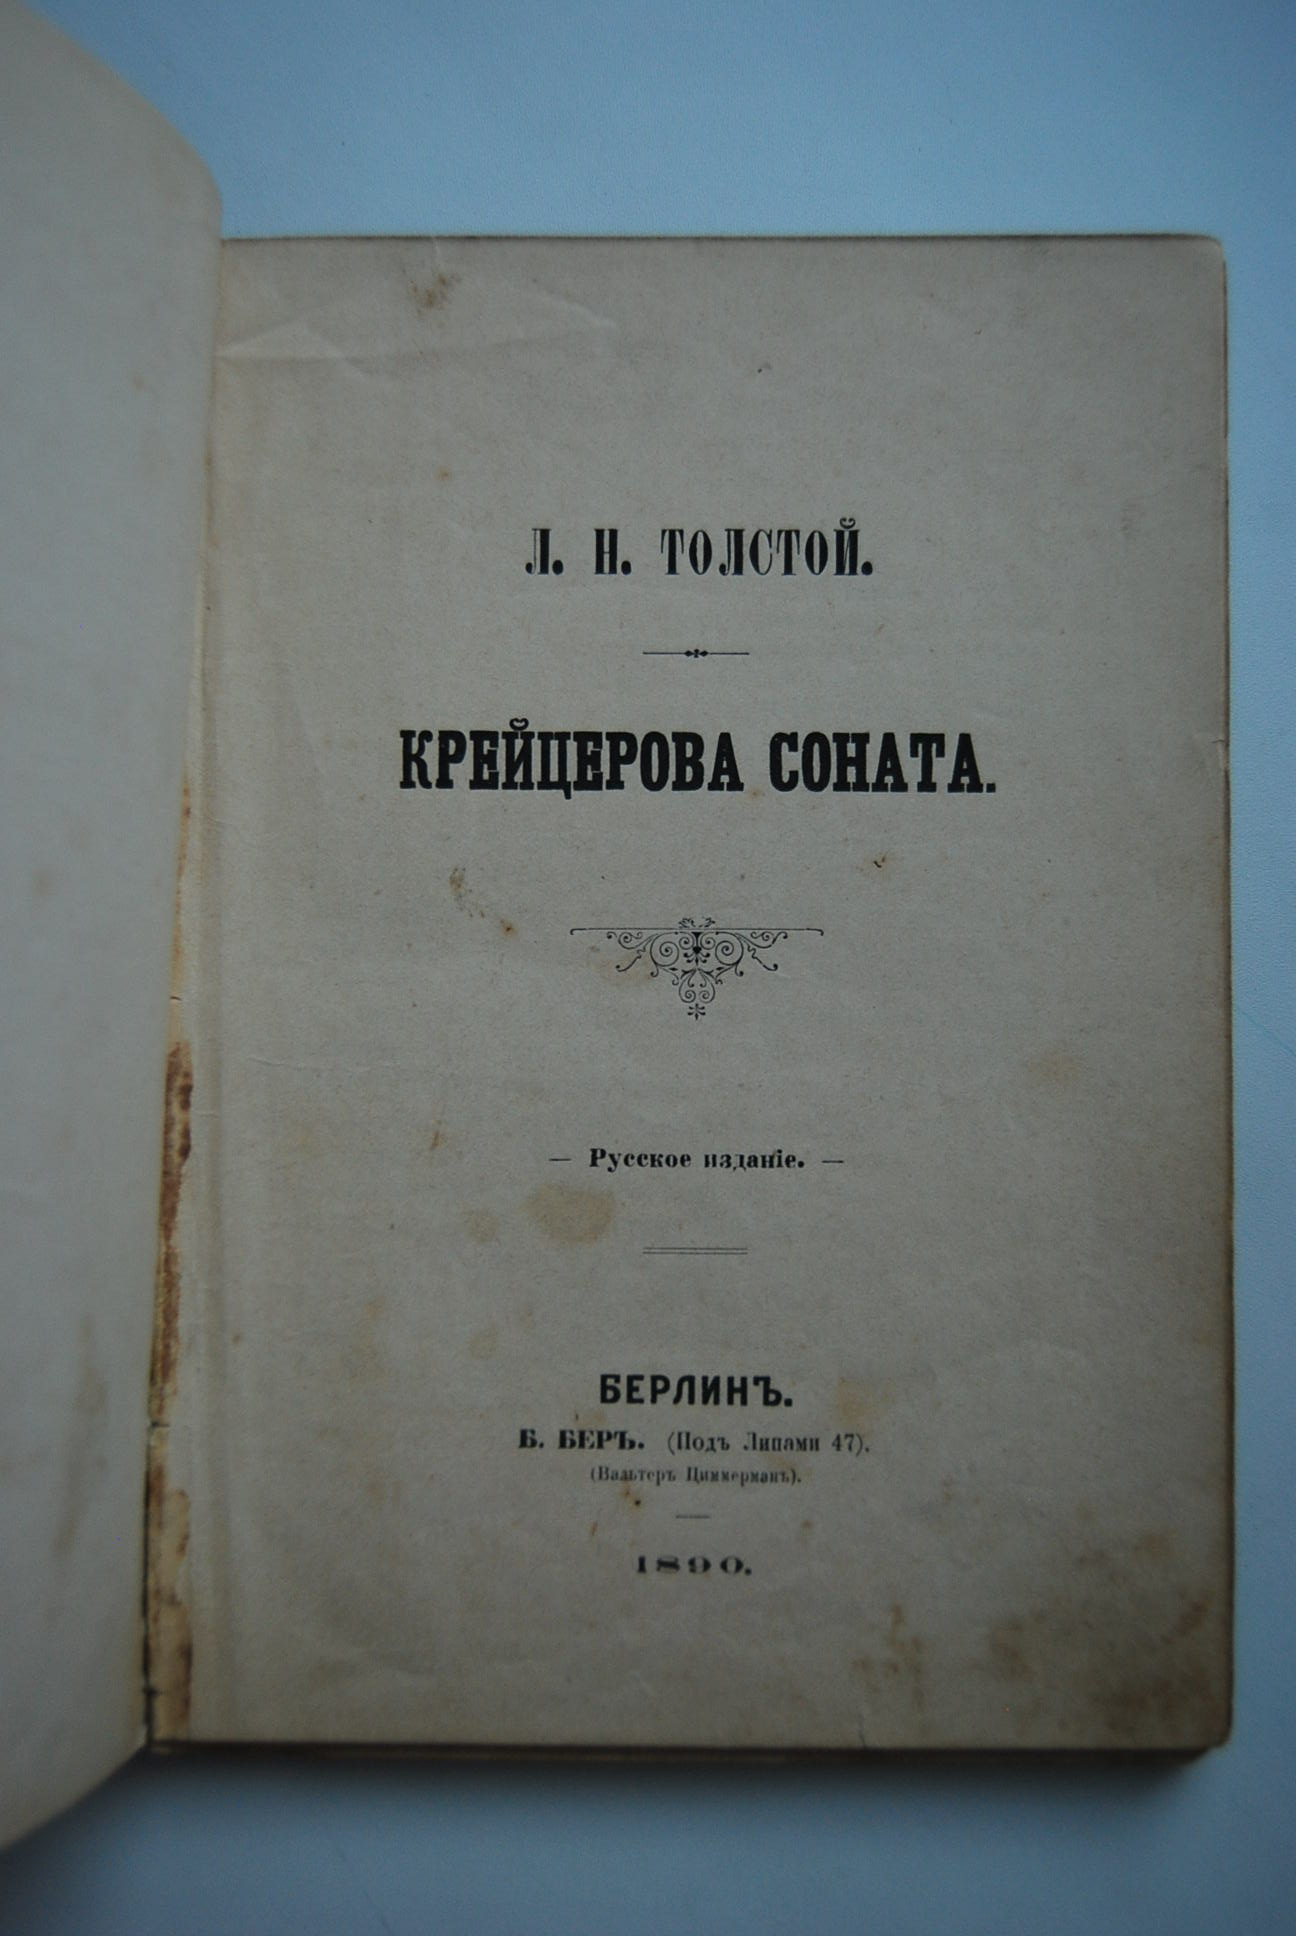 Л. Н. ТОЛСТОЙ.
КРЕЙЦЕРОВА СОНАТА.
— Русское изданіе. —
БЕРЛИНЪ.
Б. БЕРЪ. (Подъ Липами 47).
(Вальтеръ Циммерманъ).
1890.